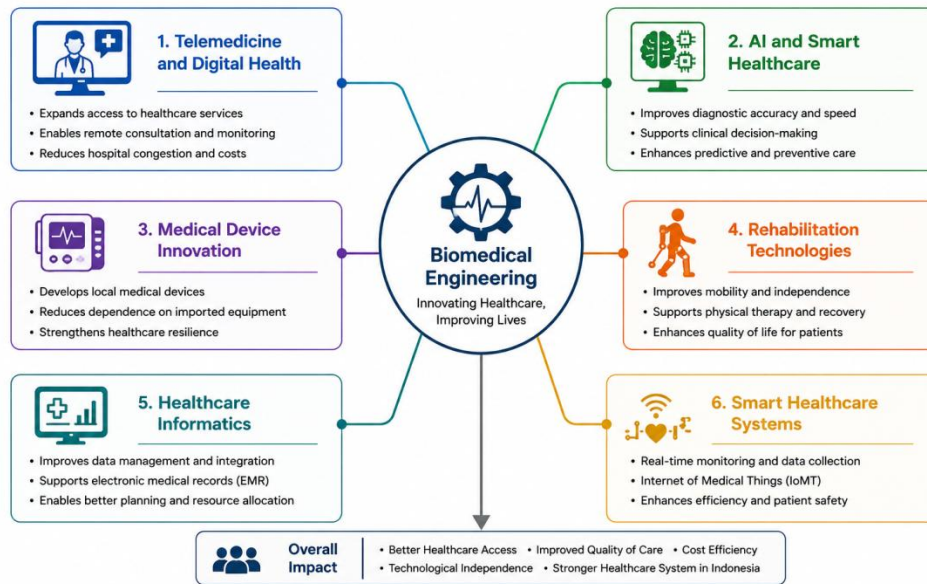 1. Telemedicine
and Digital Health
• Expands access to healthcare services
• Enables remote consultation and monitoring
• Reduces hospital congestion and costs
2. AI and Smart
Healthcare
• Improves diagnostic accuracy and speed
• Supports clinical decision-making
• Enhances predictive and preventive care
3. Medical Device
Innovation
• Develops local medical devices
• Reduces dependence on imported equipment
• Strengthens healthcare resilience
Biomedical
Engineering
Innovating Healthcare,
Improving Lives
4. Rehabilitation
Technologies
• Improves mobility and independence
• Supports physical therapy and recovery
• Enhances quality of life for patients
5. Healthcare
Informatics
• Improves data management and integration
• Supports electronic medical records (EMR)
• Enables better planning and resource allocation
6. Smart Healthcare
Systems
• Real-time monitoring and data collection
• Internet of Medical Things (IoMT)
• Enhances efficiency and patient safety
Overall
Impact
• Better Healthcare Access • Improved Quality of Care • Cost Efficiency
• Technological Independence • Stronger Healthcare System in Indonesia